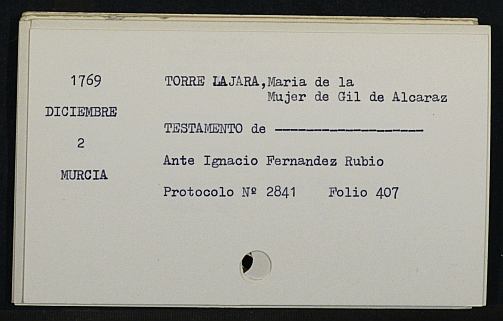 1769
DICIEMBRE
2
MURCIA
TORRE LAJARA, Maria de la
Mujer de Gil de Alcaraz
TESTAMENTO de -------------------
Ante Ignacio Fernandez Rubio
Protocolo Nº 2841 Folio 407